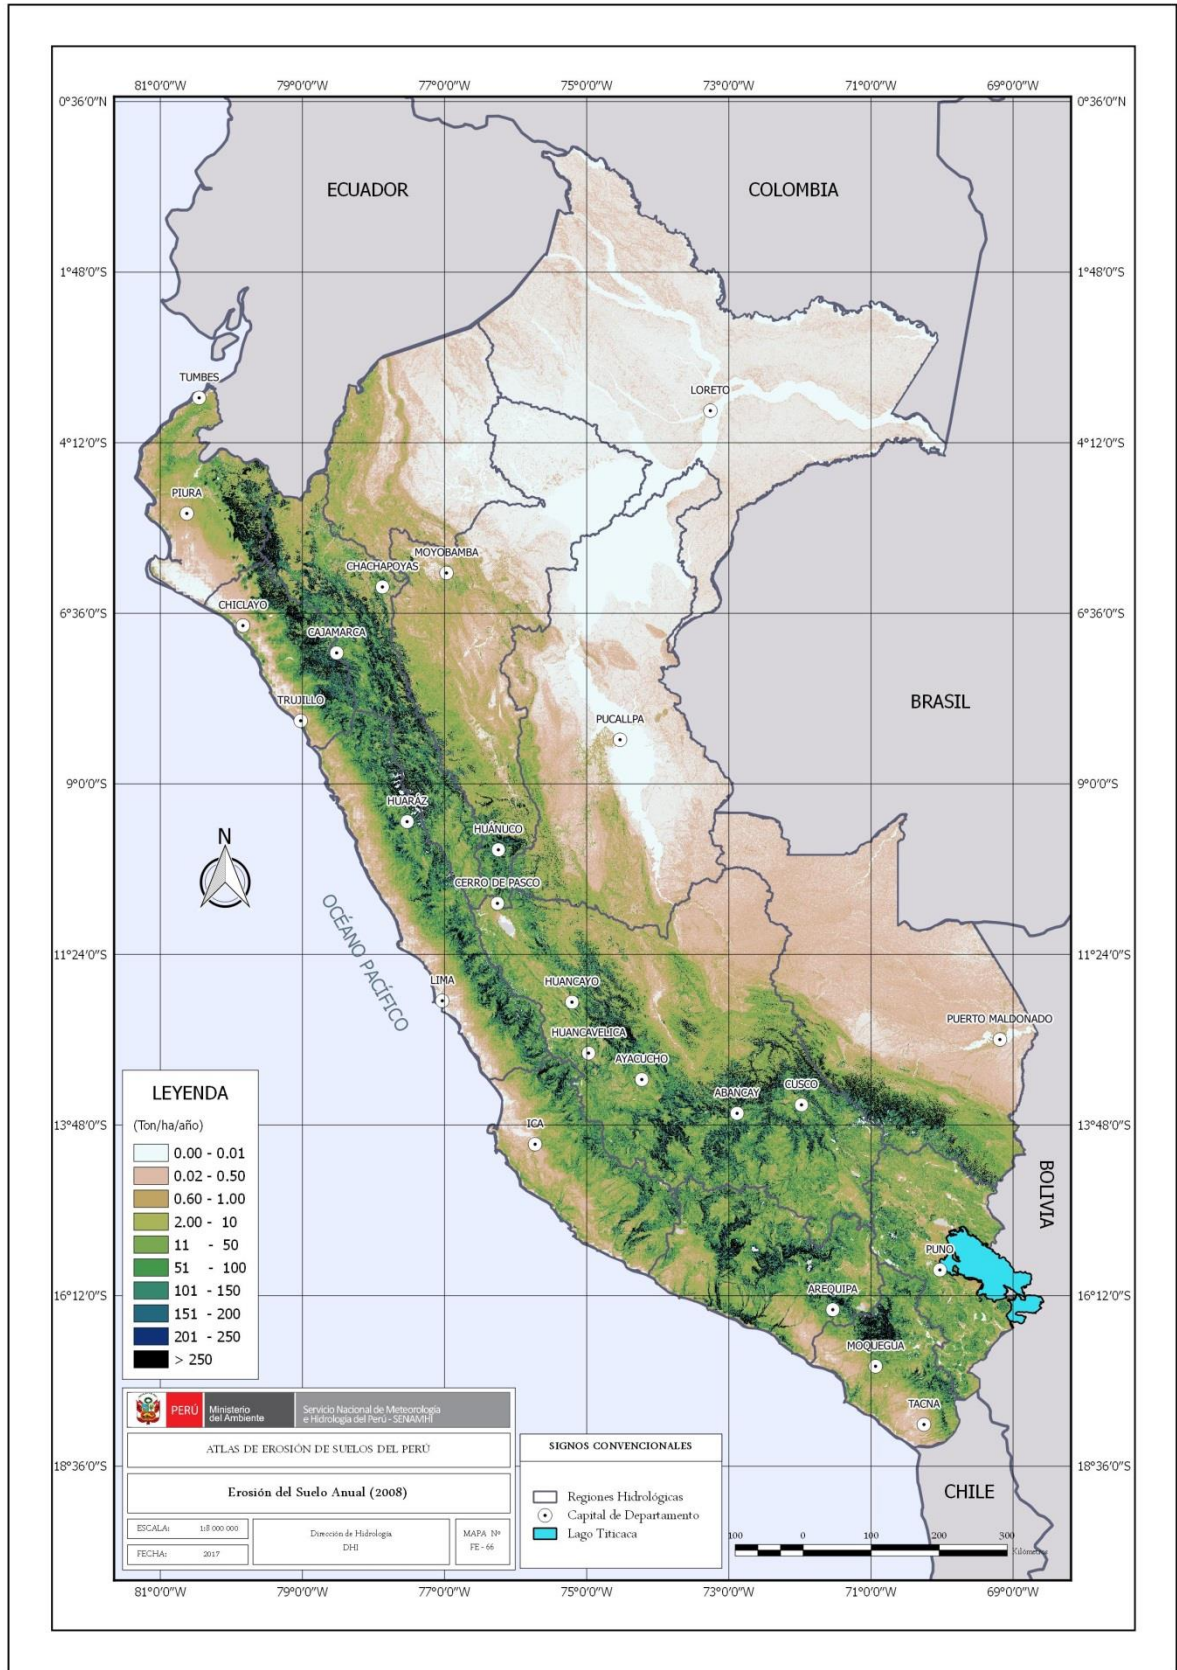 81°0'0"W 79°0'0"W 77°0'0"W 75°0'0"W 73°0'0"W 71°0'0"W 69°0'0"W
0°36'0"N 0°36'0"N
ECUADOR
COLOMBIA
1°48'0"S 1°48'0"S
TUMBES
LORETO
4°12'0"S 4°12'0"S
PIURA
MOYOBAMBA
CHACHAPOYAS
6°36'0"S 6°36'0"S
CHICLAYO
CAJAMARCA
TRUJILLO
BRASIL
PUCALLPA
9°0'0"S 9°0'0"S
HUARÁZ
HUÁNUCO
N
CERRO DE PASCO
OCÉANO PACÍFICO
11°24'0"S 11°24'0"S
LIMA
HUANCAYO
PUERTO MALDONADO
HUANCAVELICA
AYACUCHO
ABANCAY
CUSCO
13°48'0"S 13°48'0"S
ICA
BOLIVIA
PUNO
16°12'0"S 16°12'0"S
AREQUIPA
MOQUEGUA
TACNA
18°36'0"S 18°36'0"S
CHILE
LEYENDA
(Ton/ha/año)
0.00 - 0.01
0.02 - 0.50
0.60 - 1.00
2.00 - 10
11 - 50
51 - 100
101 - 150
151 - 200
201 - 250
> 250
PERÚ
Ministerio
del Ambiente
Servicio Nacional de Meteorología
e Hidrología del Perú - SENAMHI
ATLAS DE EROSIÓN DE SUELOS DEL PERÚ
Erosión del Suelo Anual (2008)
ESCALA: 1:8 000 000
FECHA: 2017
Dirección de Hidrología
DHI
MAPA Nº
FE - 66
SIGNOS CONVENCIONALES
Regiones Hidrológicas
Capital de Departamento
Lago Titicaca
100 0 100 200 300
Kilómetros
81°0'0"W 79°0'0"W 77°0'0"W 75°0'0"W 73°0'0"W 71°0'0"W 69°0'0"W